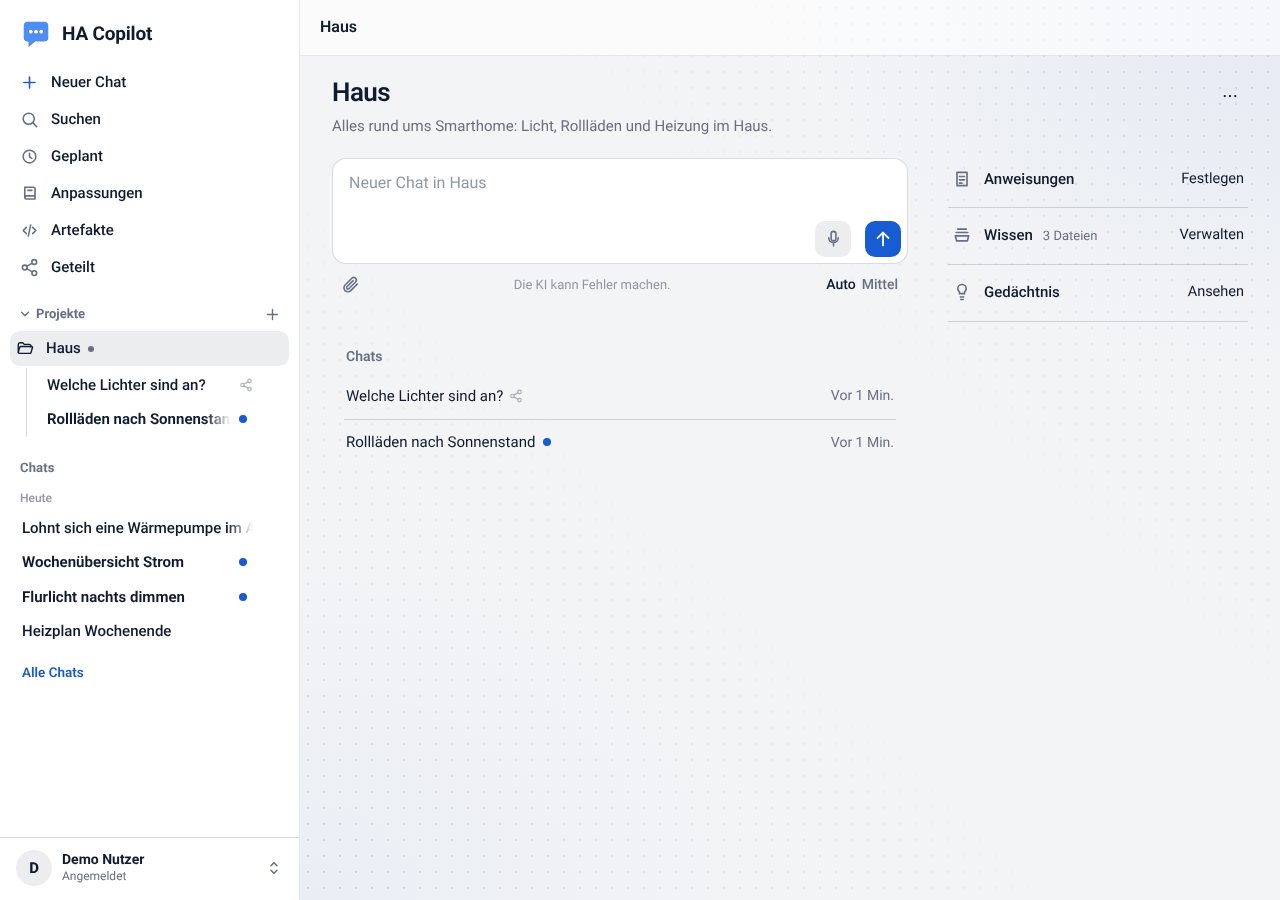 HA Copilot
Neuer Chat
Suchen
Geplant
Anpassungen
Artefakte
Geteilt
Projekte
Haus
Welche Lichter sind an?
Rollläden nach Sonnenstan
Chats
Heute
Lohnt sich eine Wärmepumpe im A
Wochenübersicht Strom
Flurlicht nachts dimmen
Heizplan Wochenende
Alle Chats
D
Demo Nutzer
Angemeldet
Haus
Haus
...
Alles rund ums Smarthome: Licht, Rollläden und Heizung im Haus.
Neuer Chat in Haus
Die KI kann Fehler machen.
Auto Mittel
Chats
Welche Lichter sind an? Vor 1 Min.
Rollläden nach Sonnenstand Vor 1 Min.
Anweisungen Festlegen
Wissen 3 Dateien Verwalten
Gedächtnis Ansehen